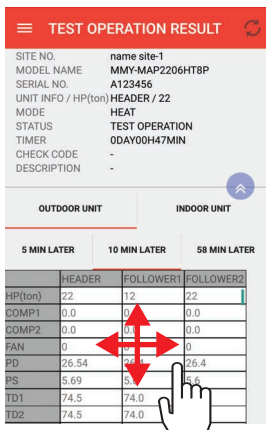 TEST OPERATION RESULT
SITE NO. name site-1
MODEL NAME MMY-MAP2206HT8P
SERIAL NO. A123456
UNIT INFO / HP(ton) HEADER / 22
MODE HEAT
STATUS TEST OPERATION
TIMER 0DAY00H47MIN
CHECK CODE -
DESCRIPTION -
OUTDOOR UNIT INDOOR UNIT
5 MIN LATER 10 MIN LATER 58 MIN LATER
HEADER FOLLOWER1 FOLLOWER2
HP(ton) 22 12 22
COMP1 0.0 0.0
COMP2 0.0 0.0
FAN 0 0
PD 26.54 26.4
PS 5.69 5.6
TD1 74.5 74.0
TD2 74.5 74.0